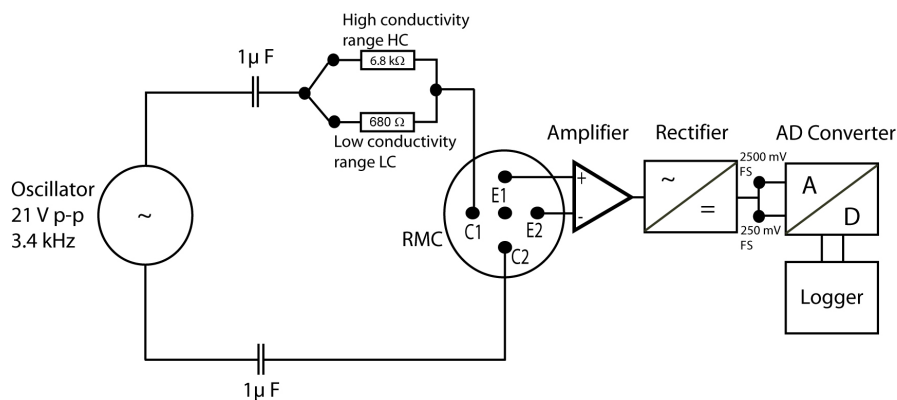 High conductivity
range HC
1µ F
6.8 kΩ
680 Ω
Low conductivity
range LC
Oscillator
21 V p-p
3.4 kHz
~
RMC
E1
C1
E2
C2
Amplifier
+
-
Rectifier
~
=
2500 mV
FS
250 mV
FS
AD Converter
A
D
Logger
1µ F